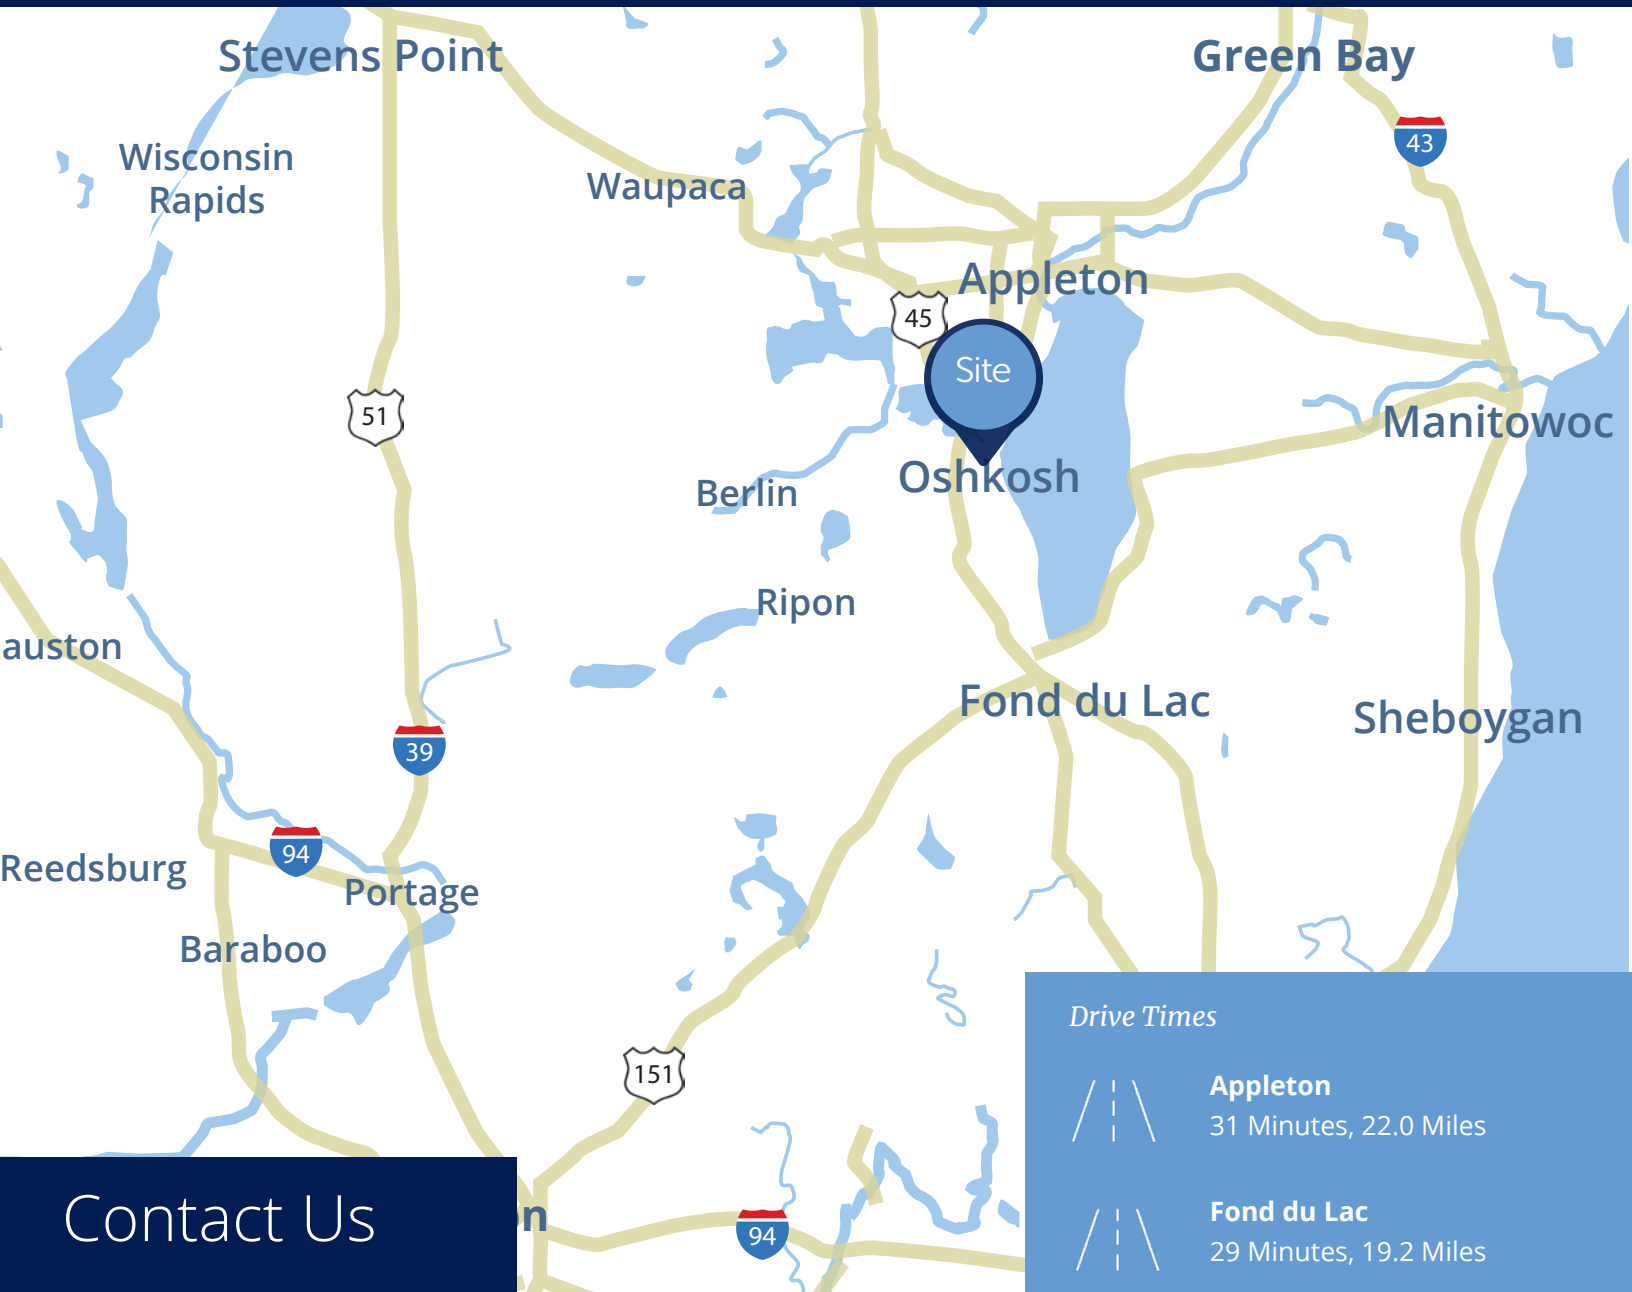 Stevens Point
Green Bay
43
Wisconsin
Rapids
Waupaca
Appleton
45
Site
51
Manitowoc
Oshkosh
Berlin
Ripon
auston
Fond du Lac
Sheboygan
39
94
Reedsburg
Portage
Baraboo
151
Drive Times
Appleton
31 Minutes, 22.0 Miles
Fond du Lac
29 Minutes, 19.2 Miles
Contact Us
n
94